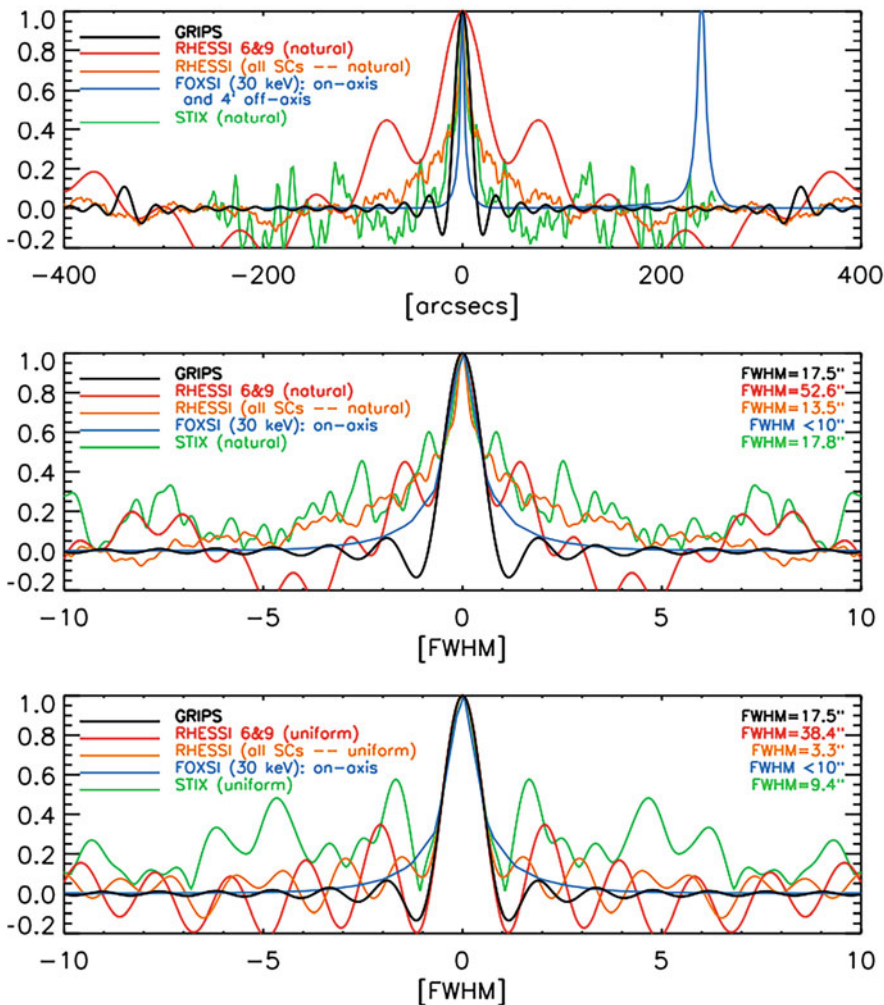 1.0
0.8
0.6
0.4
0.2
0.0
-0.2
GRIPS
RHESSI 6&9 (natural)
RHESSI (all SCs -- natural)
FOXSI (30 keV): on-axis
and 4' off-axis
STIX (natural)
-400 -200 0 200 400
[arcsecs]
1.0
0.8
0.6
0.4
0.2
0.0
-0.2
GRIPS
RHESSI 6&9 (natural)
RHESSI (all SCs -- natural)
FOXSI (30 keV): on-axis
STIX (natural)
FWHM=17.5"
FWHM=52.6"
FWHM=13.5"
FWHM <10"
FWHM=17.8"
-10 -5 0 5 10
[FWHM]
1.0
0.8
0.6
0.4
0.2
0.0
-0.2
GRIPS
RHESSI 6&9 (uniform)
RHESSI (all SCs -- uniform)
FOXSI (30 keV): on-axis
STIX (uniform)
FWHM=17.5"
FWHM=38.4"
FWHM=3.3"
FWHM <10"
FWHM=9.4"
-10 -5 0 5 10
[FWHM]